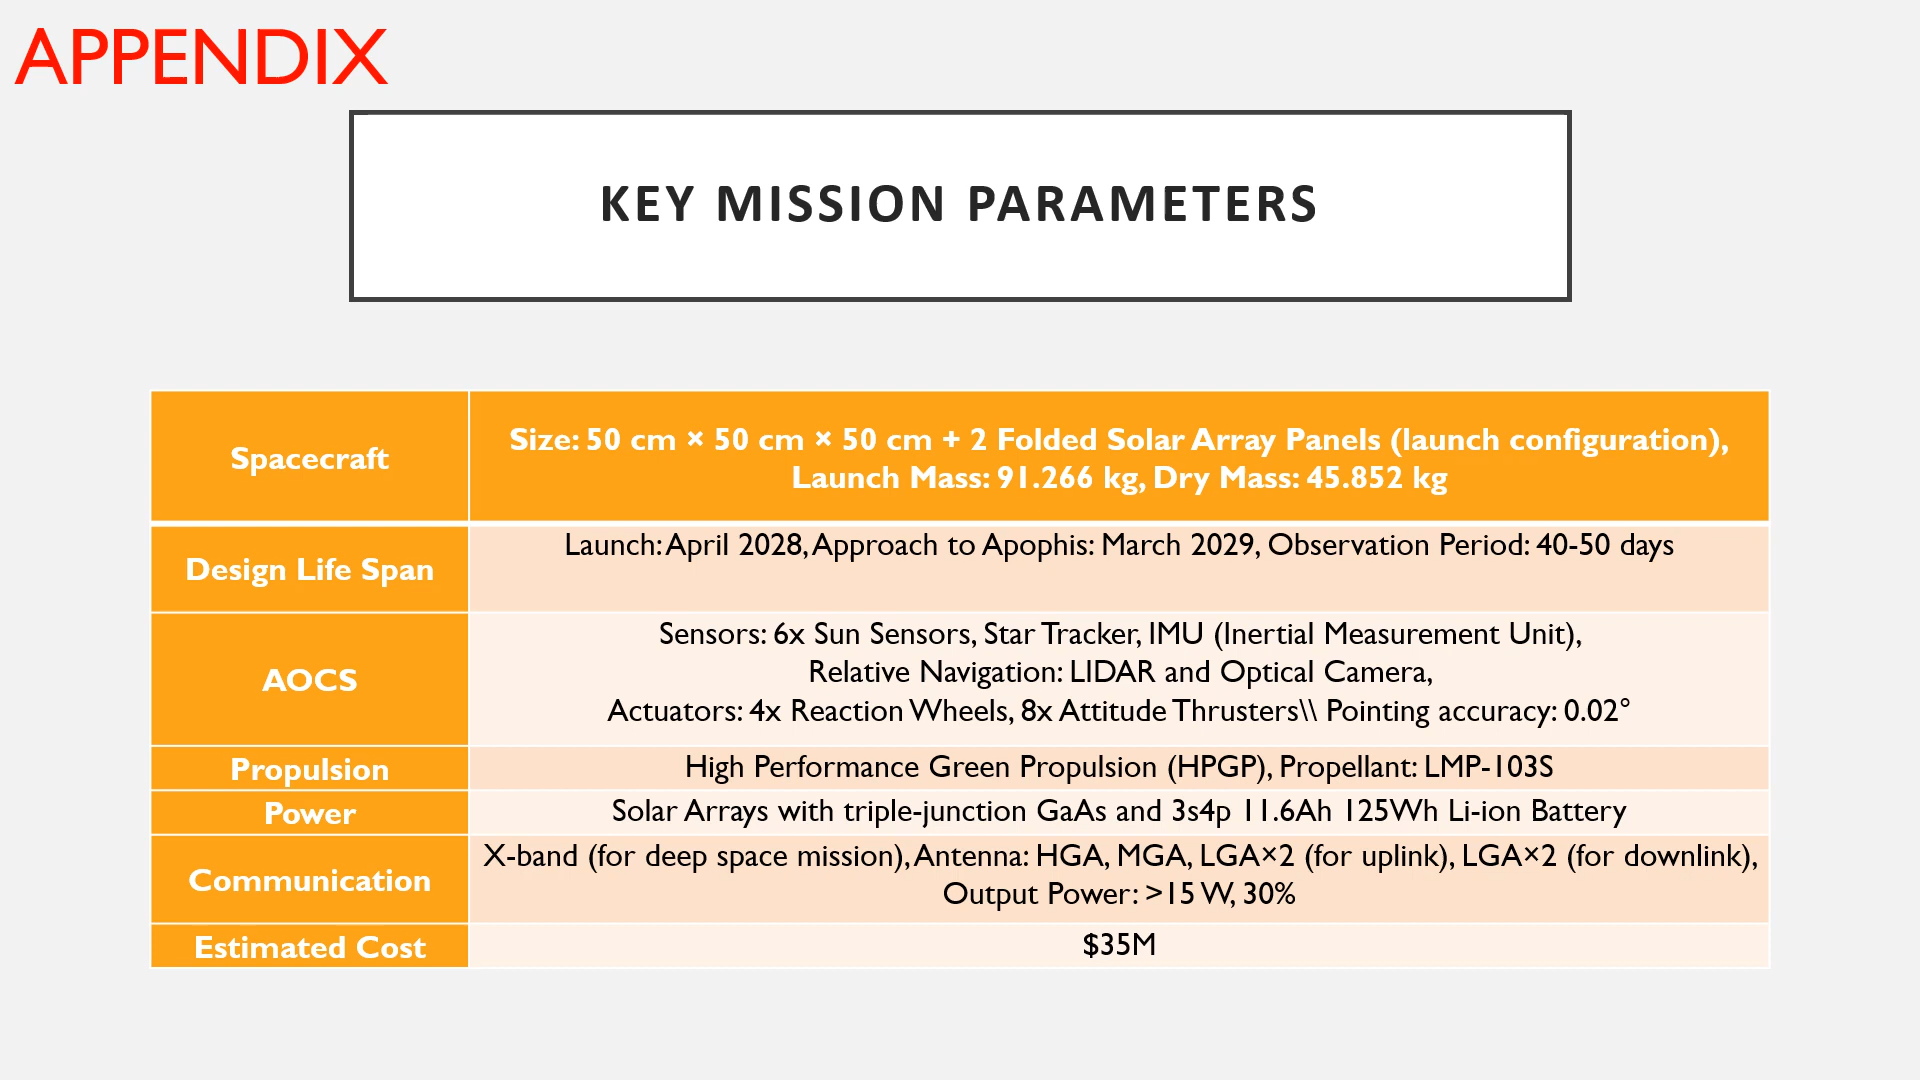 APPENDIX
KEY MISSION PARAMETERS
Spacecraft
Size: 50 cm × 50 cm × 50 cm + 2 Folded Solar Array Panels (launch configuration),
Launch Mass: 91.266 kg, Dry Mass: 45.852 kg
Design Life Span
Launch: April 2028, Approach to Apophis: March 2029, Observation Period: 40-50 days
AOCS
Sensors: 6x Sun Sensors, Star Tracker, IMU (Inertial Measurement Unit),
Relative Navigation: LIDAR and Optical Camera,
Actuators: 4x Reaction Wheels, 8x Attitude Thrusters\\ Pointing accuracy: 0.02°
Propulsion
High Performance Green Propulsion (HPGP), Propellant: LMP-103S
Power
Solar Arrays with triple-junction GaAs and 3s4p 11.6Ah 125Wh Li-ion Battery
Communication
X-band (for deep space mission), Antenna: HGA, MGA, LGA×2 (for uplink), LGA×2 (for downlink),
Output Power: >15 W, 30%
Estimated Cost
$35M